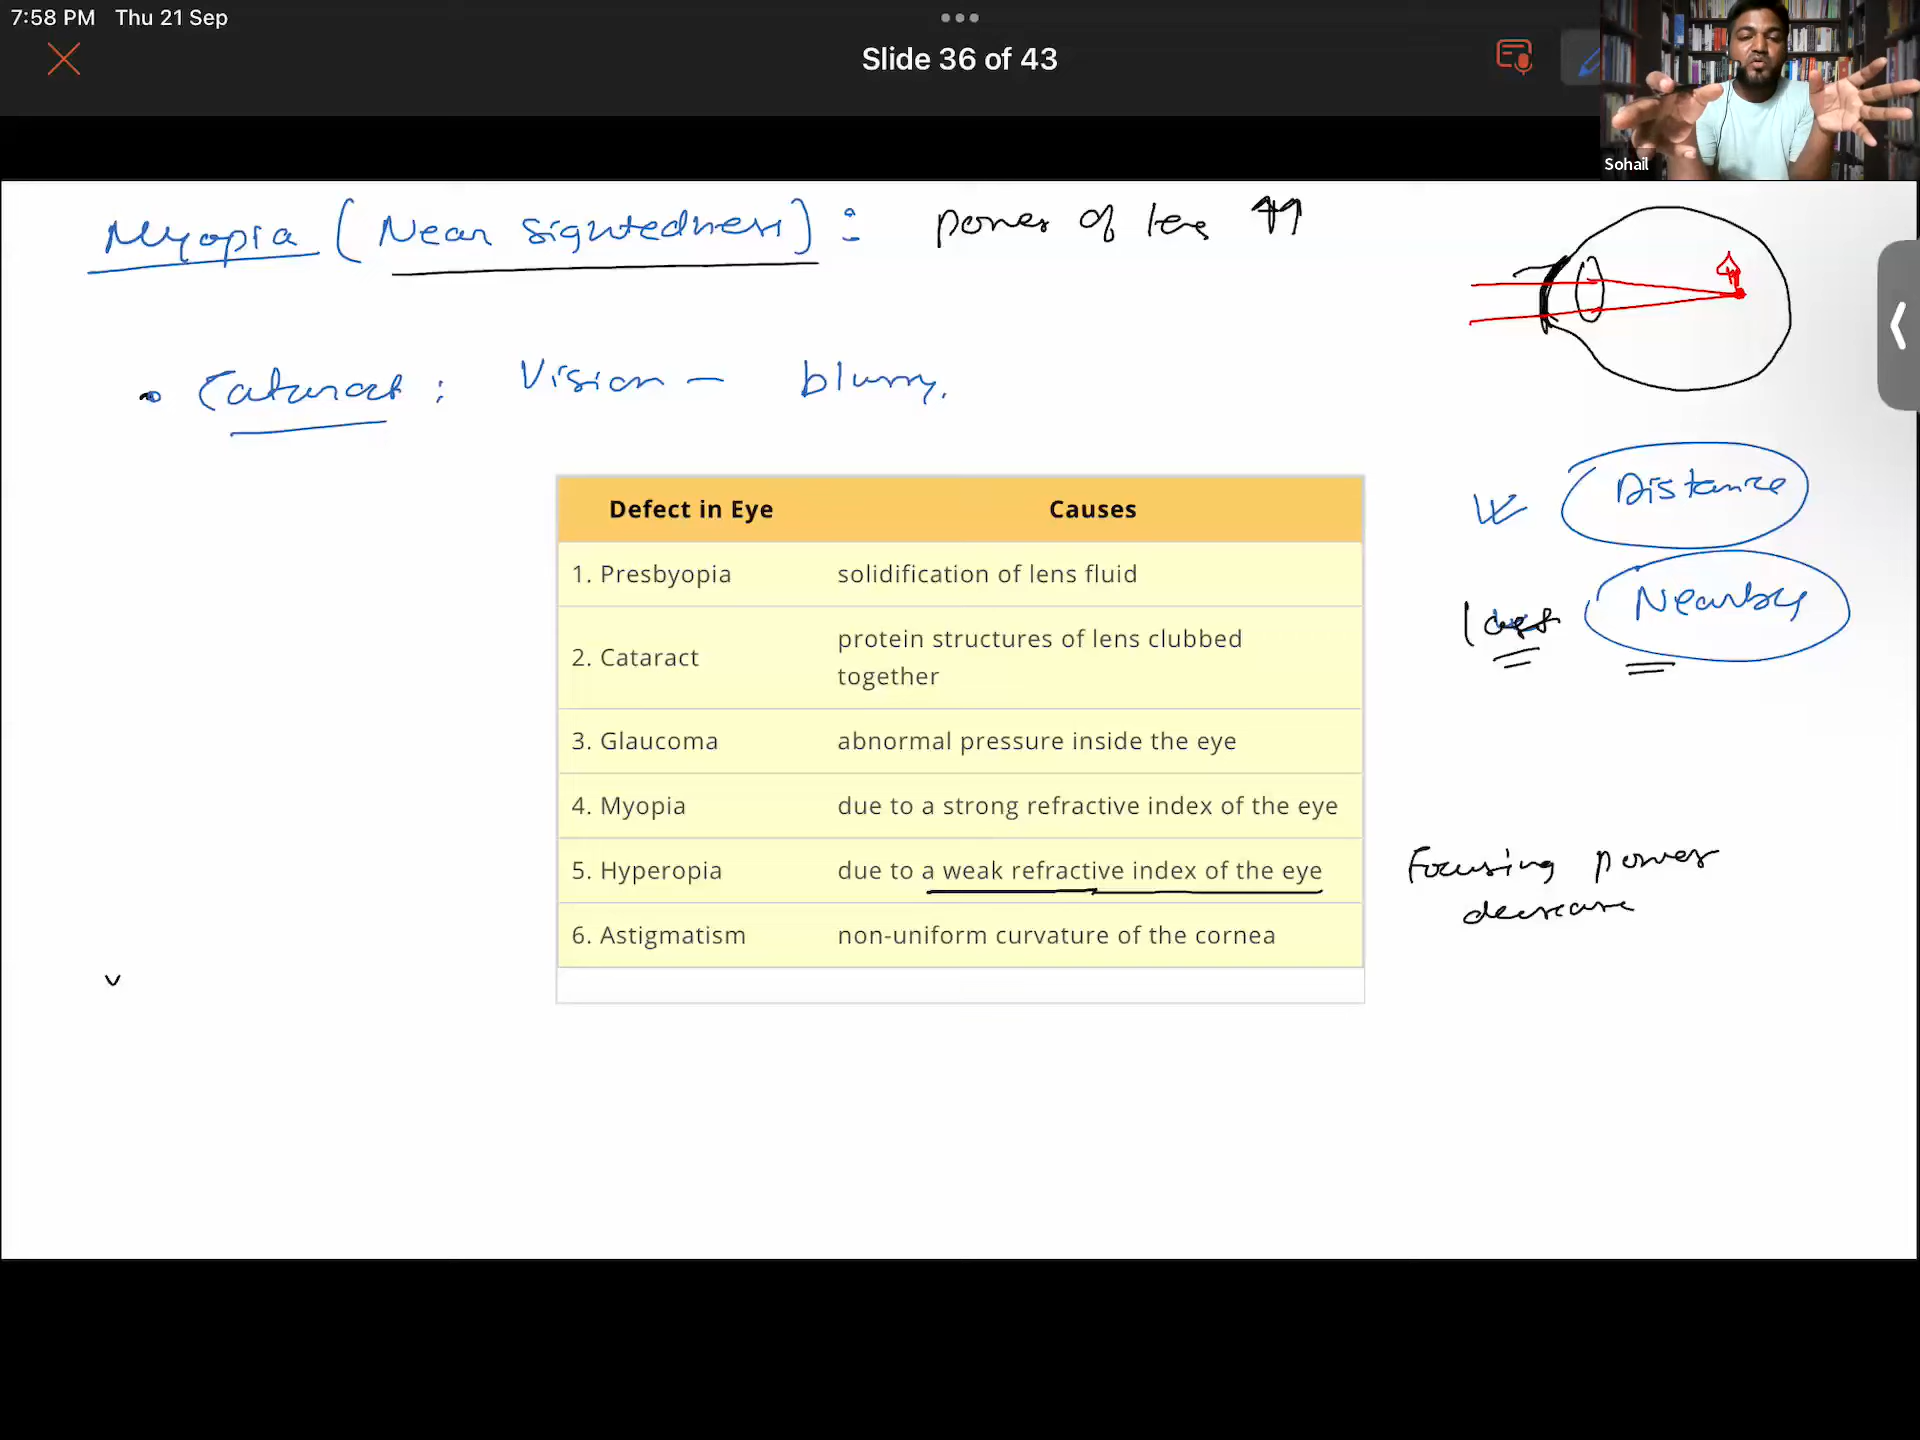 7:58 PM Thu 21 Sep
Slide 36 of 43
Sohail
Myopia (Near sightedness) : power of lens ↑↑
• Cataract : Vision – blurry.
Distance
Nearby
Defect in Eye Causes
1. Presbyopia solidification of lens fluid
2. Cataract protein structures of lens clubbed
together
3. Glaucoma abnormal pressure inside the eye
4. Myopia due to a strong refractive index of the eye
5. Hyperopia due to a weak refractive index of the eye
6. Astigmatism non-uniform curvature of the cornea
Focusing power
decrease